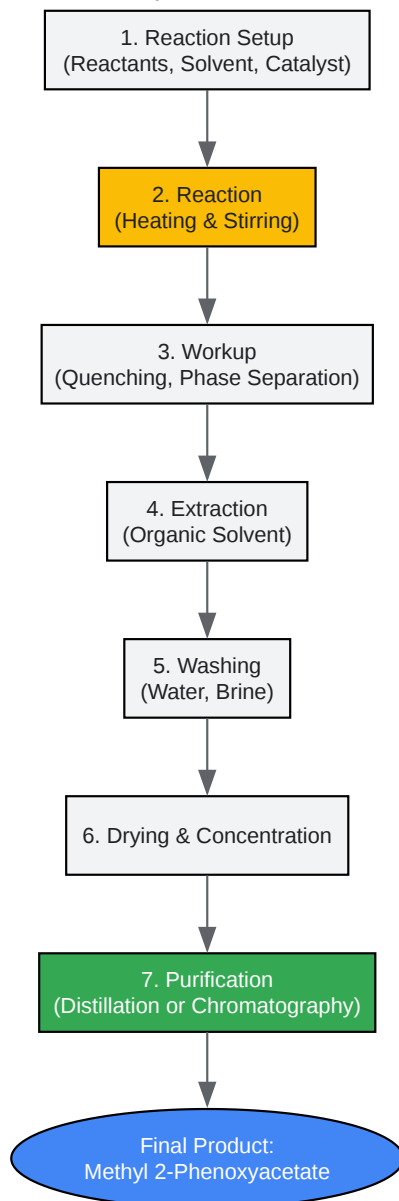 1. Reaction Setup
(Reactants, Solvent, Catalyst)
2. Reaction
(Heating & Stirring)
3. Workup
(Quenching, Phase Separation)
4. Extraction
(Organic Solvent)
5. Washing
(Water, Brine)
6. Drying & Concentration
7. Purification
(Distillation or Chromatography)
Final Product:
Methyl 2-Phenoxyacetate